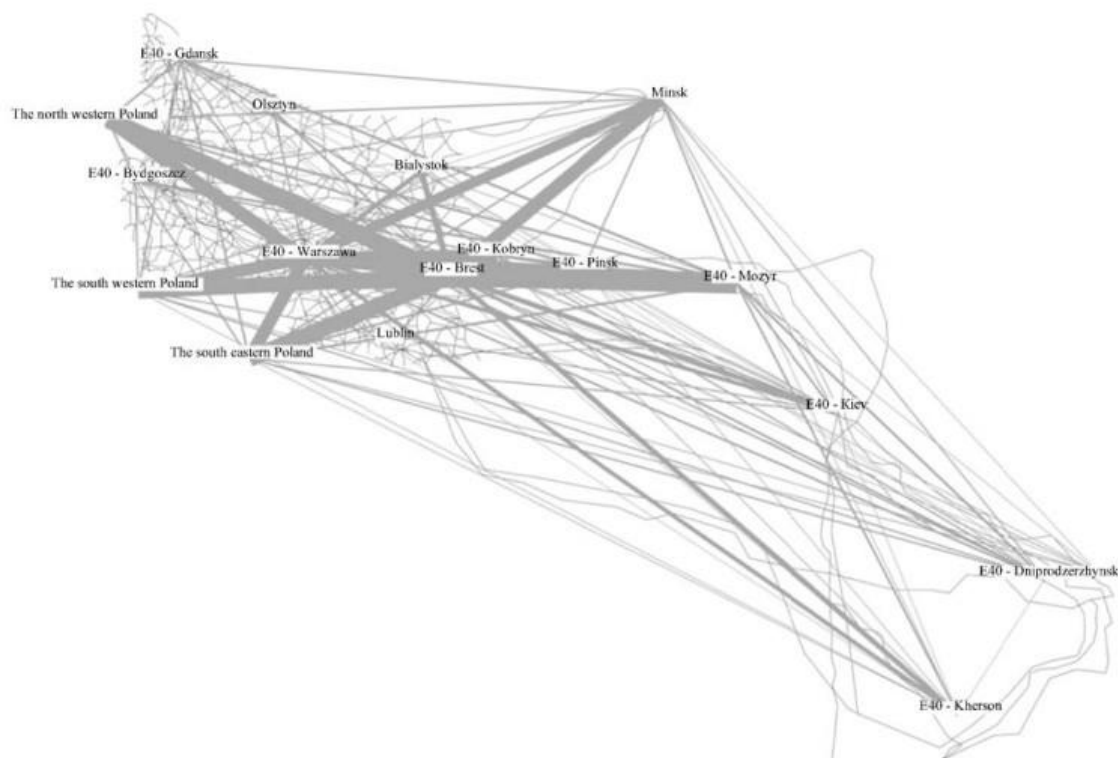 E40 - Gdansk
Minsk
Olsztyn
The north western Poland
Bialystok
E40 - Bydgoszcz
E40 - Kobryn
E40 - Warszawa
E40 - Pinsk
E40 - Brest
E40 - Mozyr
The south western Poland
Lublin
The south eastern Poland
E40 - Kiev
E40 - Dniprodzerzhynsk
E40 - Kherson